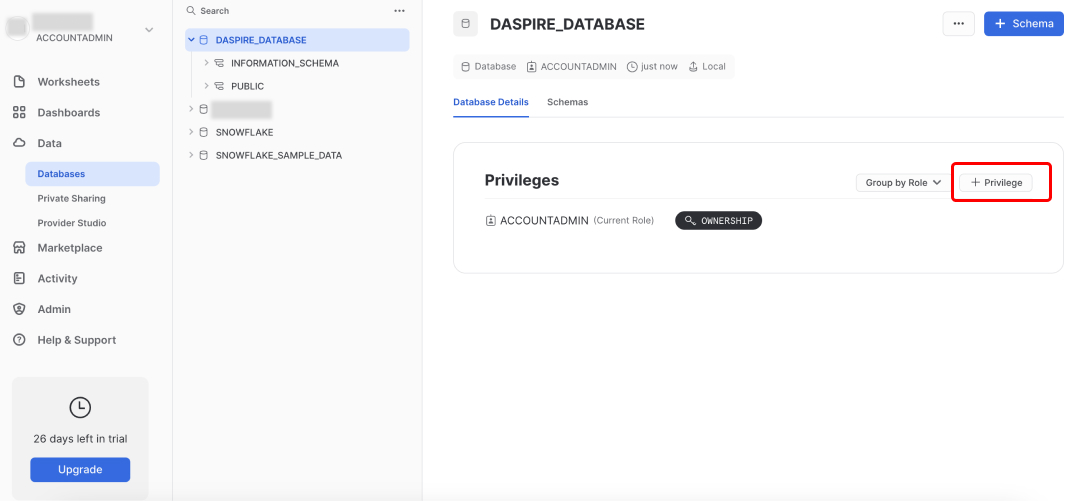 ACCOUNTADMIN
Worksheets
Dashboards
Data
Databases
Private Sharing
Provider Studio
Marketplace
Activity
Admin
Help & Support
26 days left in trial
Upgrade
Search
DASPIRE_DATABASE
INFORMATION_SCHEMA
PUBLIC
SNOWFLAKE
SNOWFLAKE_SAMPLE_DATA
DASPIRE_DATABASE
... + Schema
Database ACCOUNTADMIN just now Local
Database Details Schemas
Privileges Group by Role + Privilege
ACCOUNTADMIN (Current Role) OWNERSHIP